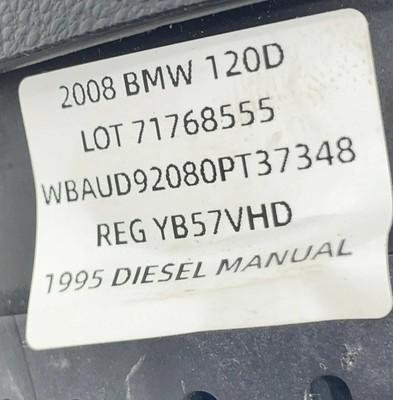 2008 BMW 120D
LOT 71768555
WBAUD92080PT37348
REG YB57VHD
1995 DIESEL MANUAL